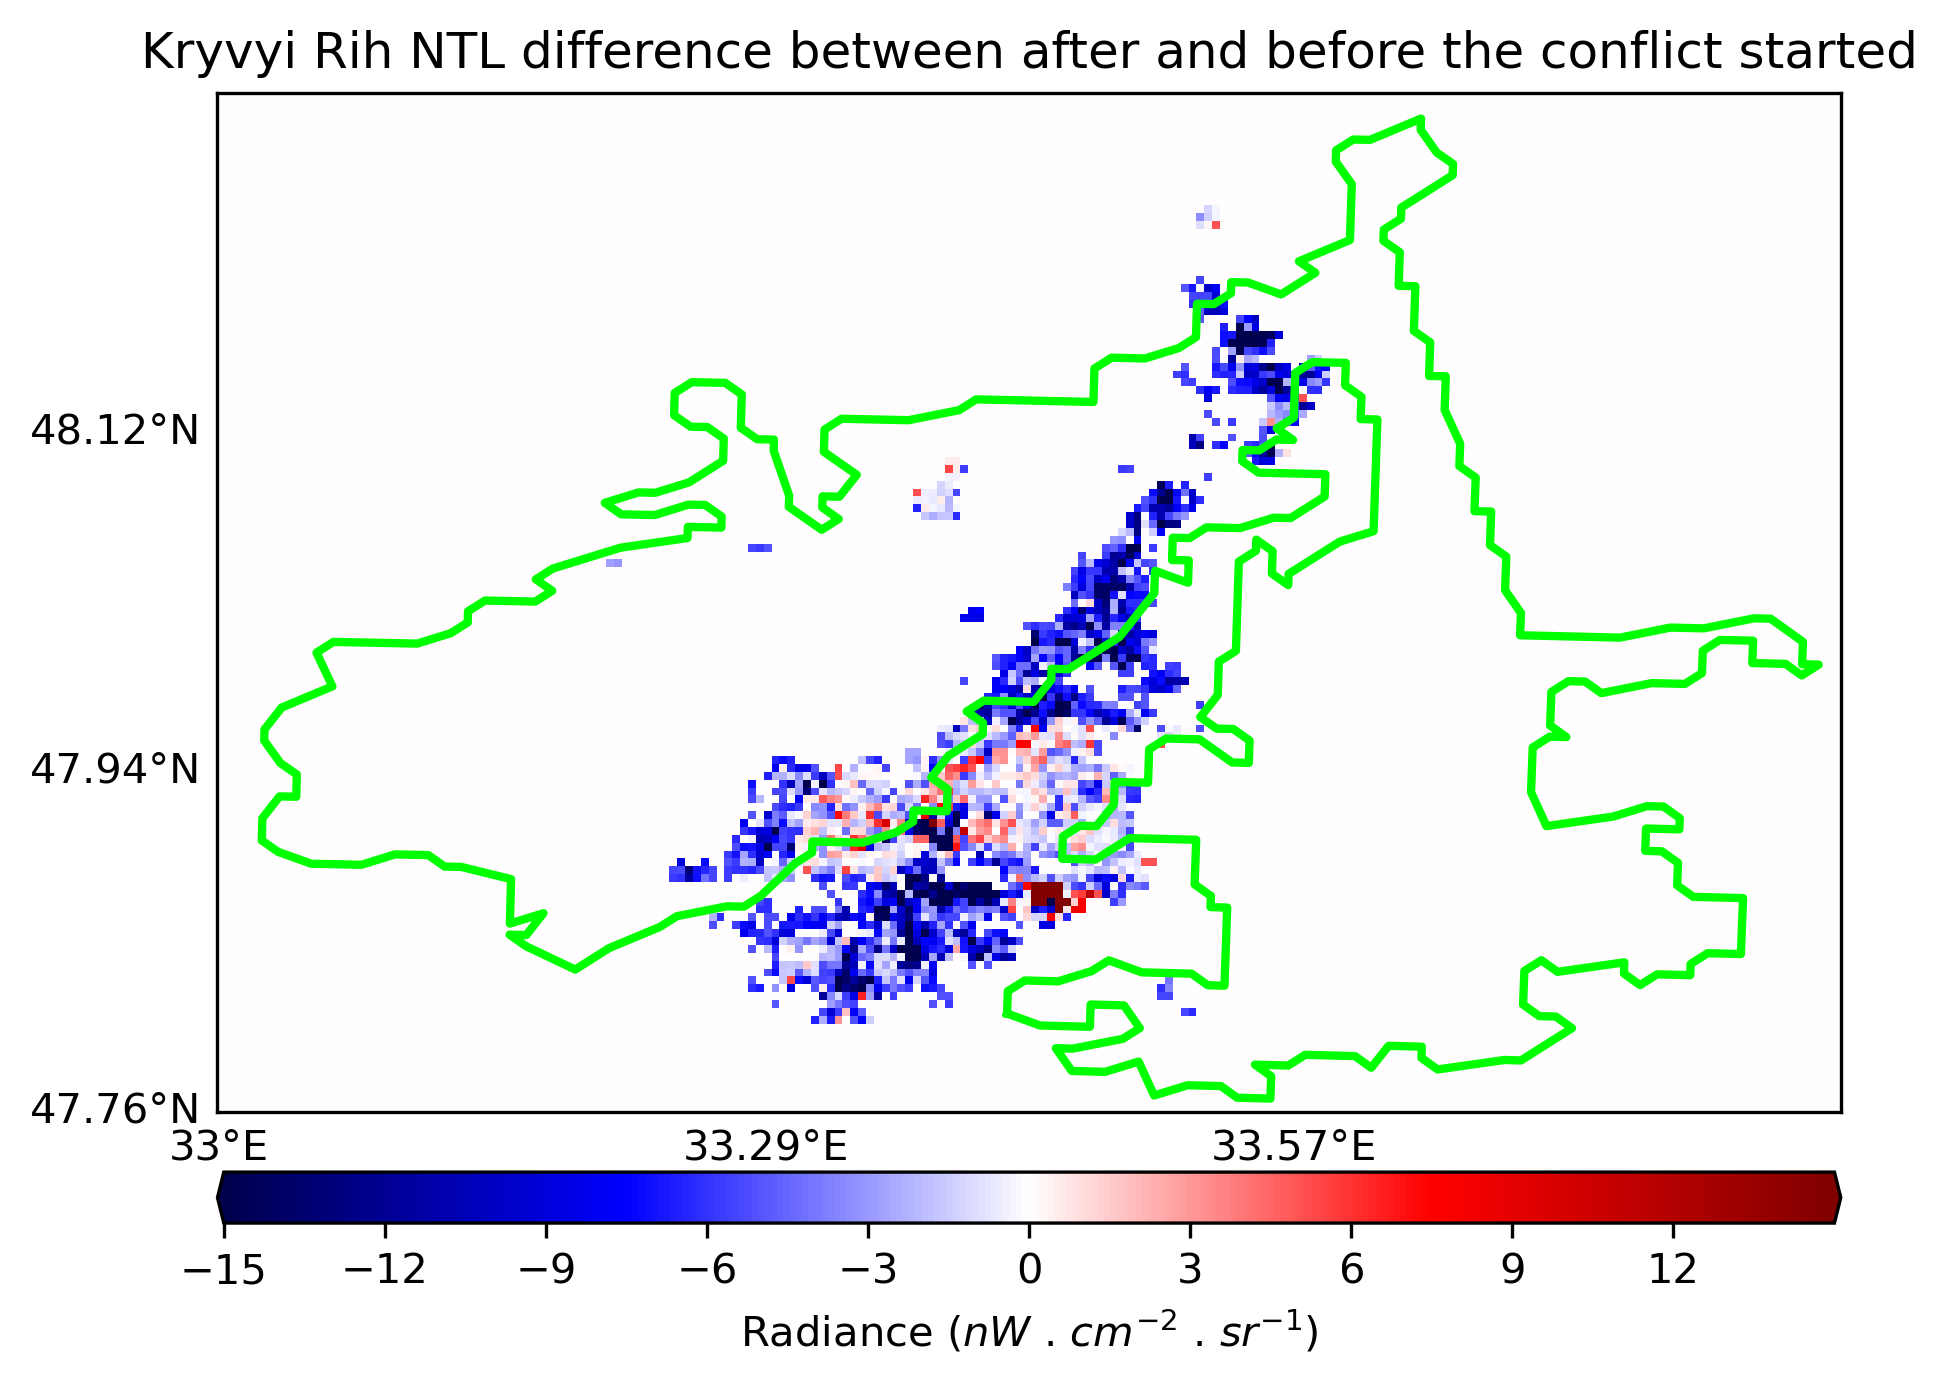 Kryvyi Rih NTL difference between after and before the conflict started
48.12°N
47.94°N
47.76°N
33°E 33.29°E 33.57°E
−15 −12 −9 −6 −3 0 3 6 9 12
Radiance (nW . cm⁻² . sr⁻¹)